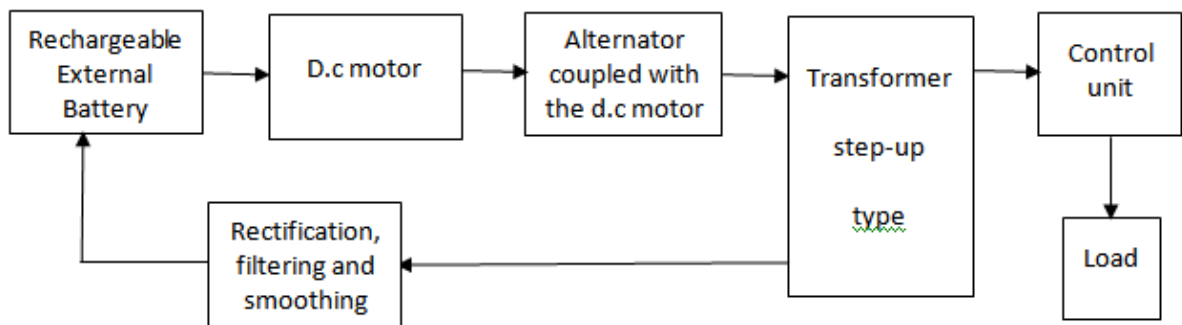 Rechargeable
External
Battery
D.c motor
Alternator
coupled with
the d.c motor
Transformer
step-up
type
Control
unit
Rectification,
filtering and
smoothing
Load